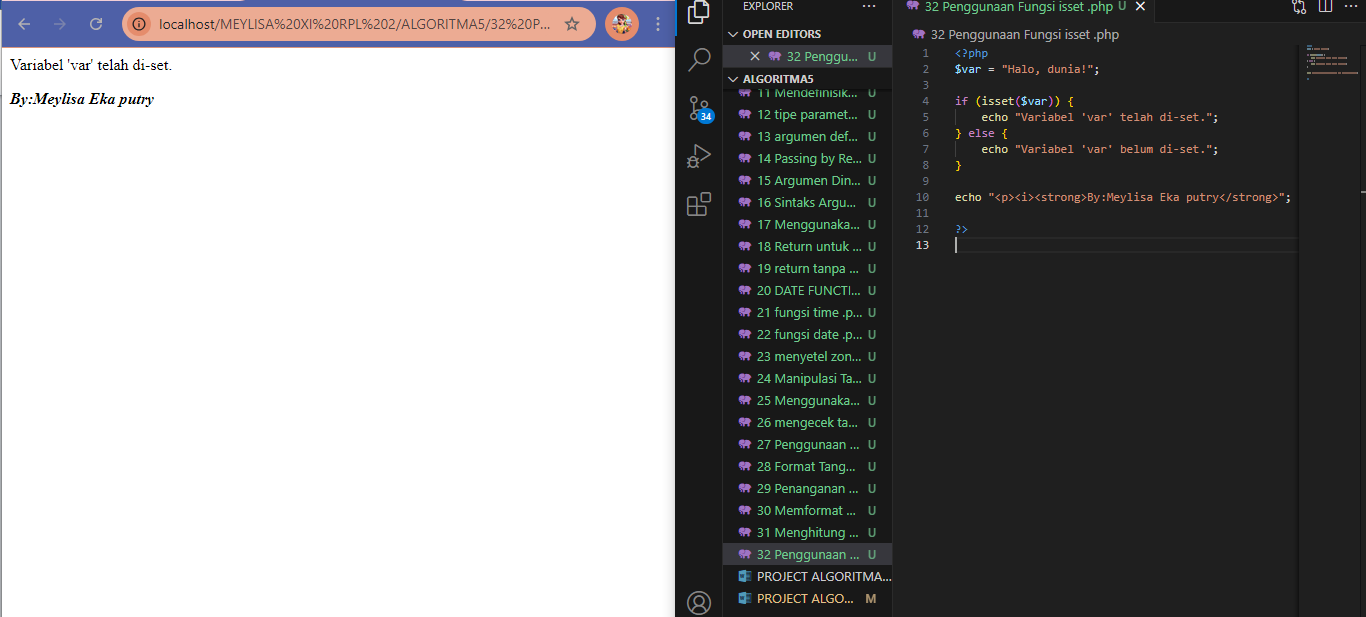 localhost/MEYLISA%20XI%20RPL%202/ALGORITMA5/32%20P...
Variabel 'var' telah di-set.
By:Meylisa Eka putry
34
EXPLORER
OPEN EDITORS
32 Penggu... U
ALGORITMA5
11 Mendefinisik... U
12 tipe paramet... U
13 argumen def... U
14 Passing by Re... U
15 Argumen Din... U
16 Sintaks Argu... U
17 Menggunaka... U
18 Return untuk ... U
19 return tanpa ... U
20 DATE FUNCTI... U
21 fungsi time .p... U
22 fungsi date .p... U
23 menyetel zon... U
24 Manipulasi Ta... U
25 Menggunaka... U
26 mengecek ta... U
27 Penggunaan ... U
28 Format Tang... U
29 Penanganan ... U
30 Memformat ... U
31 Menghitung ... U
32 Penggunaan ... U
PROJECT ALGORITMA...
PROJECT ALGO... M
32 Penggunaan Fungsi isset .php U
32 Penggunaan Fungsi isset .php
1 <?php
2 $var = "Halo, dunia!";
3
4 if (isset($var)) {
5 echo "Variabel 'var' telah di-set.";
6 } else {
7 echo "Variabel 'var' belum di-set.";
8 }
9
10 echo "<p><i><strong>By:Meylisa Eka putry</strong>";
11
12 ?>
13